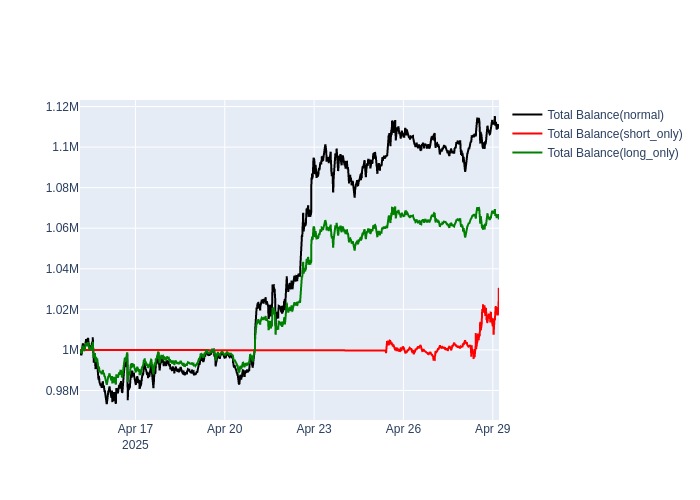 1.12M
1.1M
1.08M
1.06M
1.04M
1.02M
1M
0.98M
Apr 17
2025
Apr 20
Apr 23
Apr 26
Apr 29
Total Balance(normal)
Total Balance(short_only)
Total Balance(long_only)